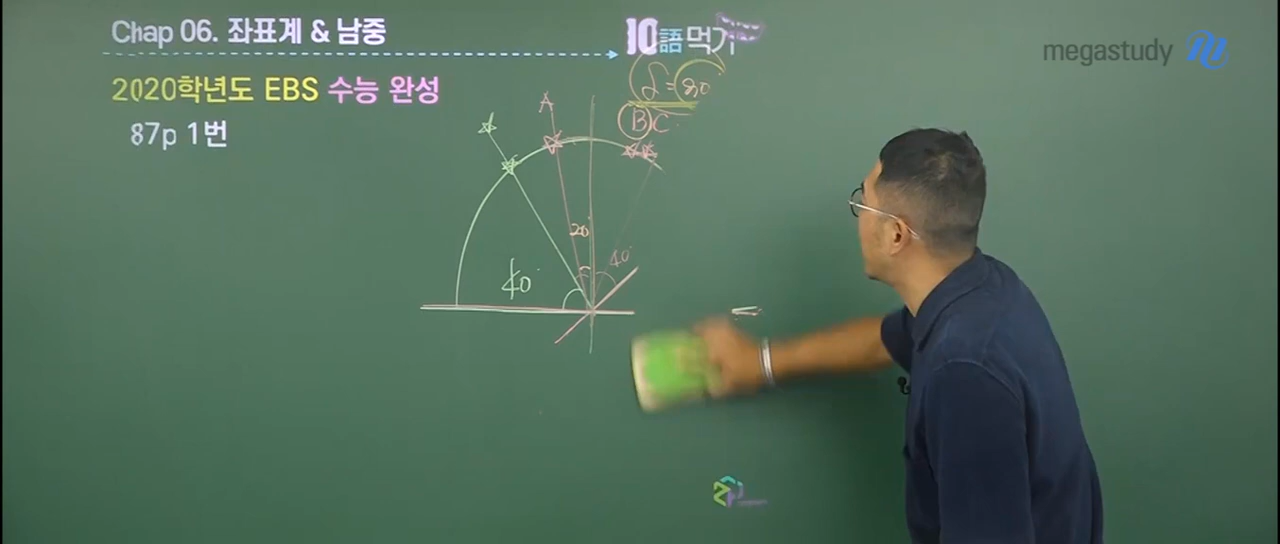 Chap 06. 좌표계 & 남중
10語먹기
megastudy
2020학년도 EBS 수능 완성
87p 1번
δ = 80°
A
B C
20°
40°
40°